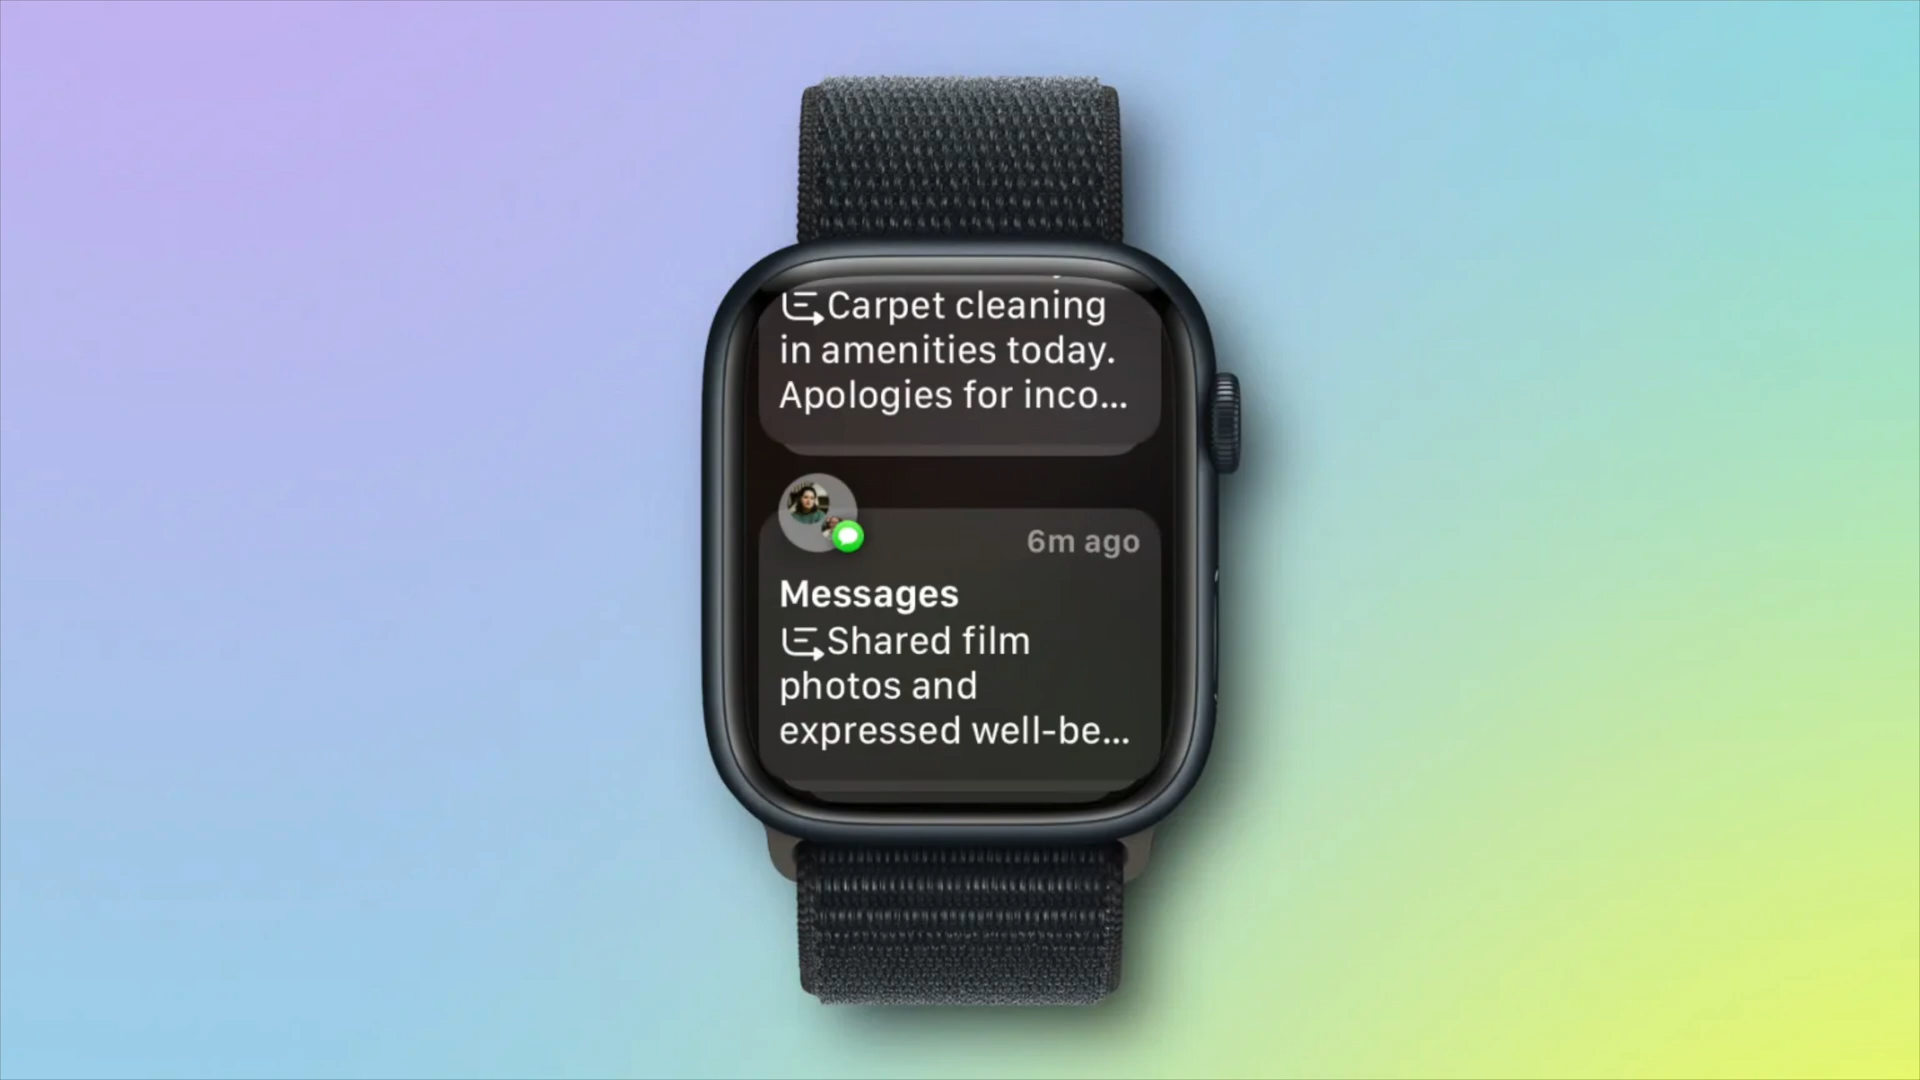 Carpet cleaning
in amenities today.
Apologies for inco...
6m ago
Messages
Shared film
photos and
expressed well-be...